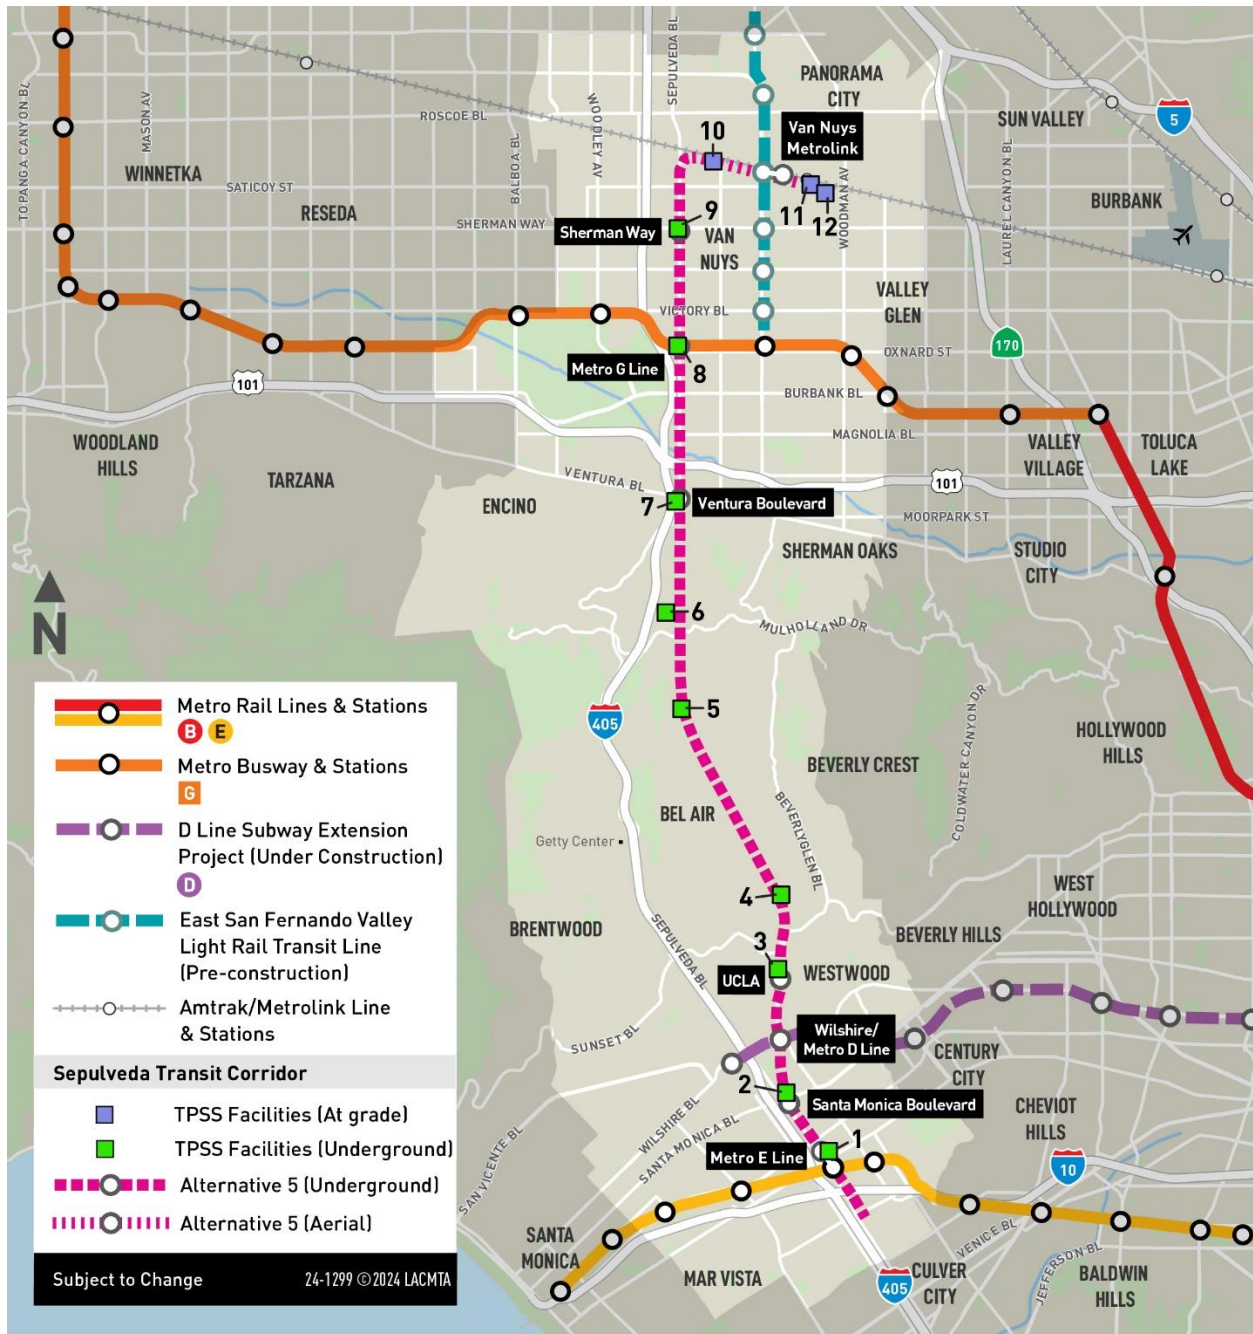 SEPULVEDA BL
PANORAMA
CITY
SUN VALLEY
5
TOPANGA CANYON BL
MASON AV
ROSCOE BL
WOODLEY AV
BALBOA BL
10
Van Nuys
Metrolink
WINNETKA
SATICOY ST
RESEDA
SHERMAN WAY
Sherman Way
9
VAN
NUYS
11
12
WOODMAN AV
LAUREL CANYON BL
BURBANK
VICTORY BL
VALLEY
GLEN
OXNARD ST
170
Metro G Line
8
101
BURBANK BL
MAGNOLIA BL
WOODLAND
HILLS
TARZANA
VENTURA BL
ENCINO
7
Ventura Boulevard
101
VALLEY
VILLAGE
TOLUCA
LAKE
MOORPARK ST
SHERMAN OAKS
STUDIO
CITY
N
6
MULHOLLAND DR
5
405
COLDWATER CANYON DR
HOLLYWOOD
HILLS
BEVERLY CREST
BEL AIR
BEVERLYGLEN BL
Getty Center
4
WEST
HOLLYWOOD
BRENTWOOD
SEPULVEDA BL
BEVERLY HILLS
3
UCLA
WESTWOOD
SUNSET BL
Wilshire/
Metro D Line
CENTURY
CITY
2
Santa Monica Boulevard
WILSHIRE BL
SANTA MONICA BL
CHEVIOT
HILLS
SAN VICENTE BL
Metro E Line
1
10
SANTA
MONICA
VENICE BL
MAR VISTA
405
CULVER
CITY
JEFFERSON BL
BALDWIN
HILLS
Metro Rail Lines & Stations
B E
Metro Busway & Stations
G
D Line Subway Extension
Project (Under Construction)
D
East San Fernando Valley
Light Rail Transit Line
(Pre-construction)
Amtrak/Metrolink Line
& Stations
Sepulveda Transit Corridor
TPSS Facilities (At grade)
TPSS Facilities (Underground)
Alternative 5 (Underground)
Alternative 5 (Aerial)
Subject to Change 24-1299 ©2024 LACMTA